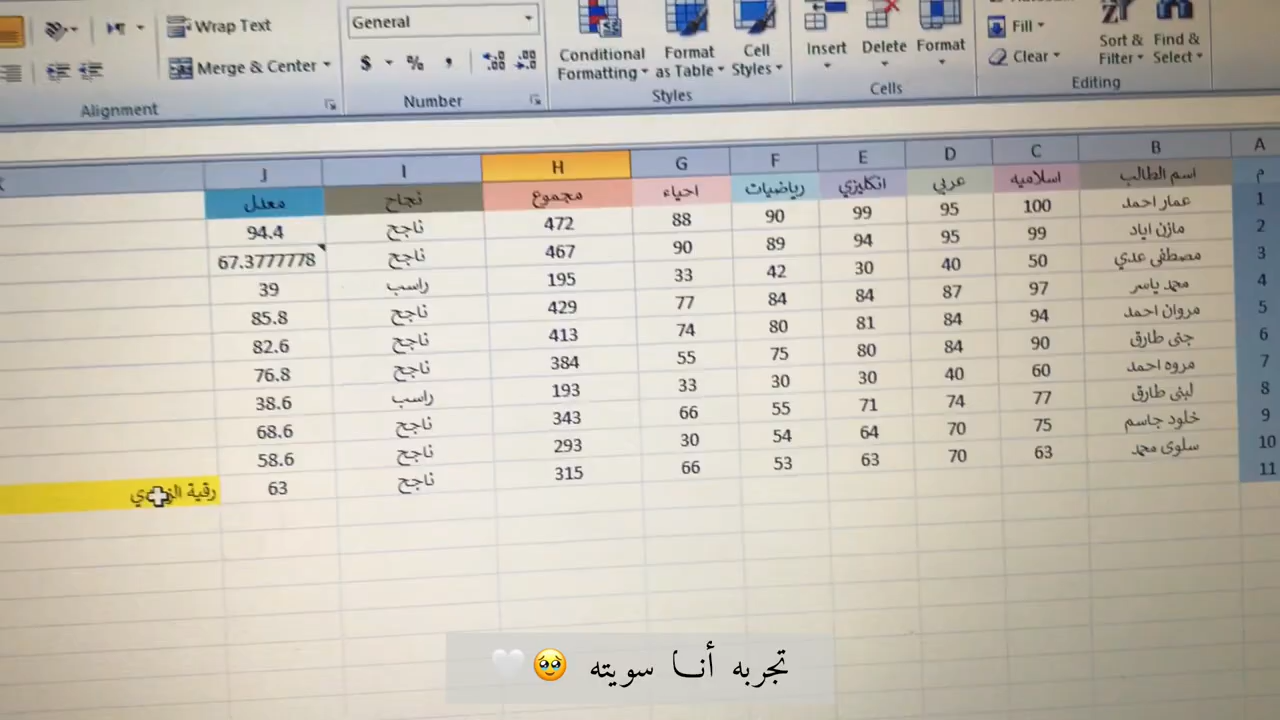 Wrap Text
General
Merge & Center
$ % ,
Conditional Formatting
Format as Table
Cell Styles
Insert
Delete
Format
Fill
Clear
Sort & Filter
Find & Select
Alignment
Number
Styles
Cells
Editing
A B C D E F G H I J
م اسم الطالب اسلاميه عربي انكليزي رياضيات احياء مجموع نجاح معدل
1 عمار احمد 100 95 99 90 88 472 ناجح 94.4
2 مازن اياد 99 95 94 89 90 467 ناجح 67.3777778
3 مصطفى عدي 50 40 30 42 33 195 راسب 39
4 محمد ياسر 97 87 84 84 77 429 ناجح 85.8
5 مروان احمد 94 84 81 80 74 413 ناجح 82.6
6 جنى طارق 90 84 80 75 55 384 ناجح 76.8
7 مروه احمد 60 40 30 30 33 193 راسب 38.6
8 لبنى طارق 77 74 71 55 66 343 ناجح 68.6
9 خلود جاسم 75 70 64 54 30 293 ناجح 58.6
10 سلوى محمد 63 70 63 53 66 315 ناجح 63
11
رقية
تجربه أنا سويته 🥹🤍